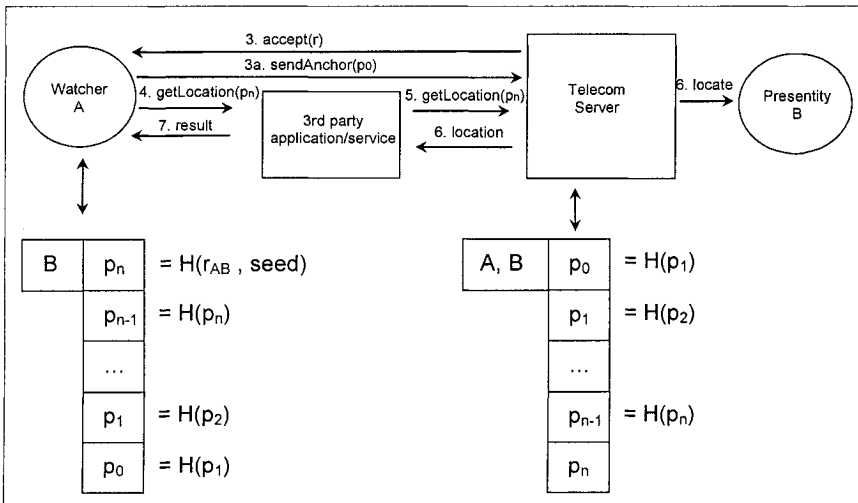 3. accept(r)
3a. sendAnchor(p0)
Watcher
A
4. getLocation(pn)
7. result
3rd party
application/service
5. getLocation(pn)
6. location
Telecom
Server
6. locate
Presentity
B
B pn = H(rAB , seed)
pn-1 = H(pn)
...
p1 = H(p2)
p0 = H(p1)
A, B p0 = H(p1)
p1 = H(p2)
...
pn-1 = H(pn)
pn